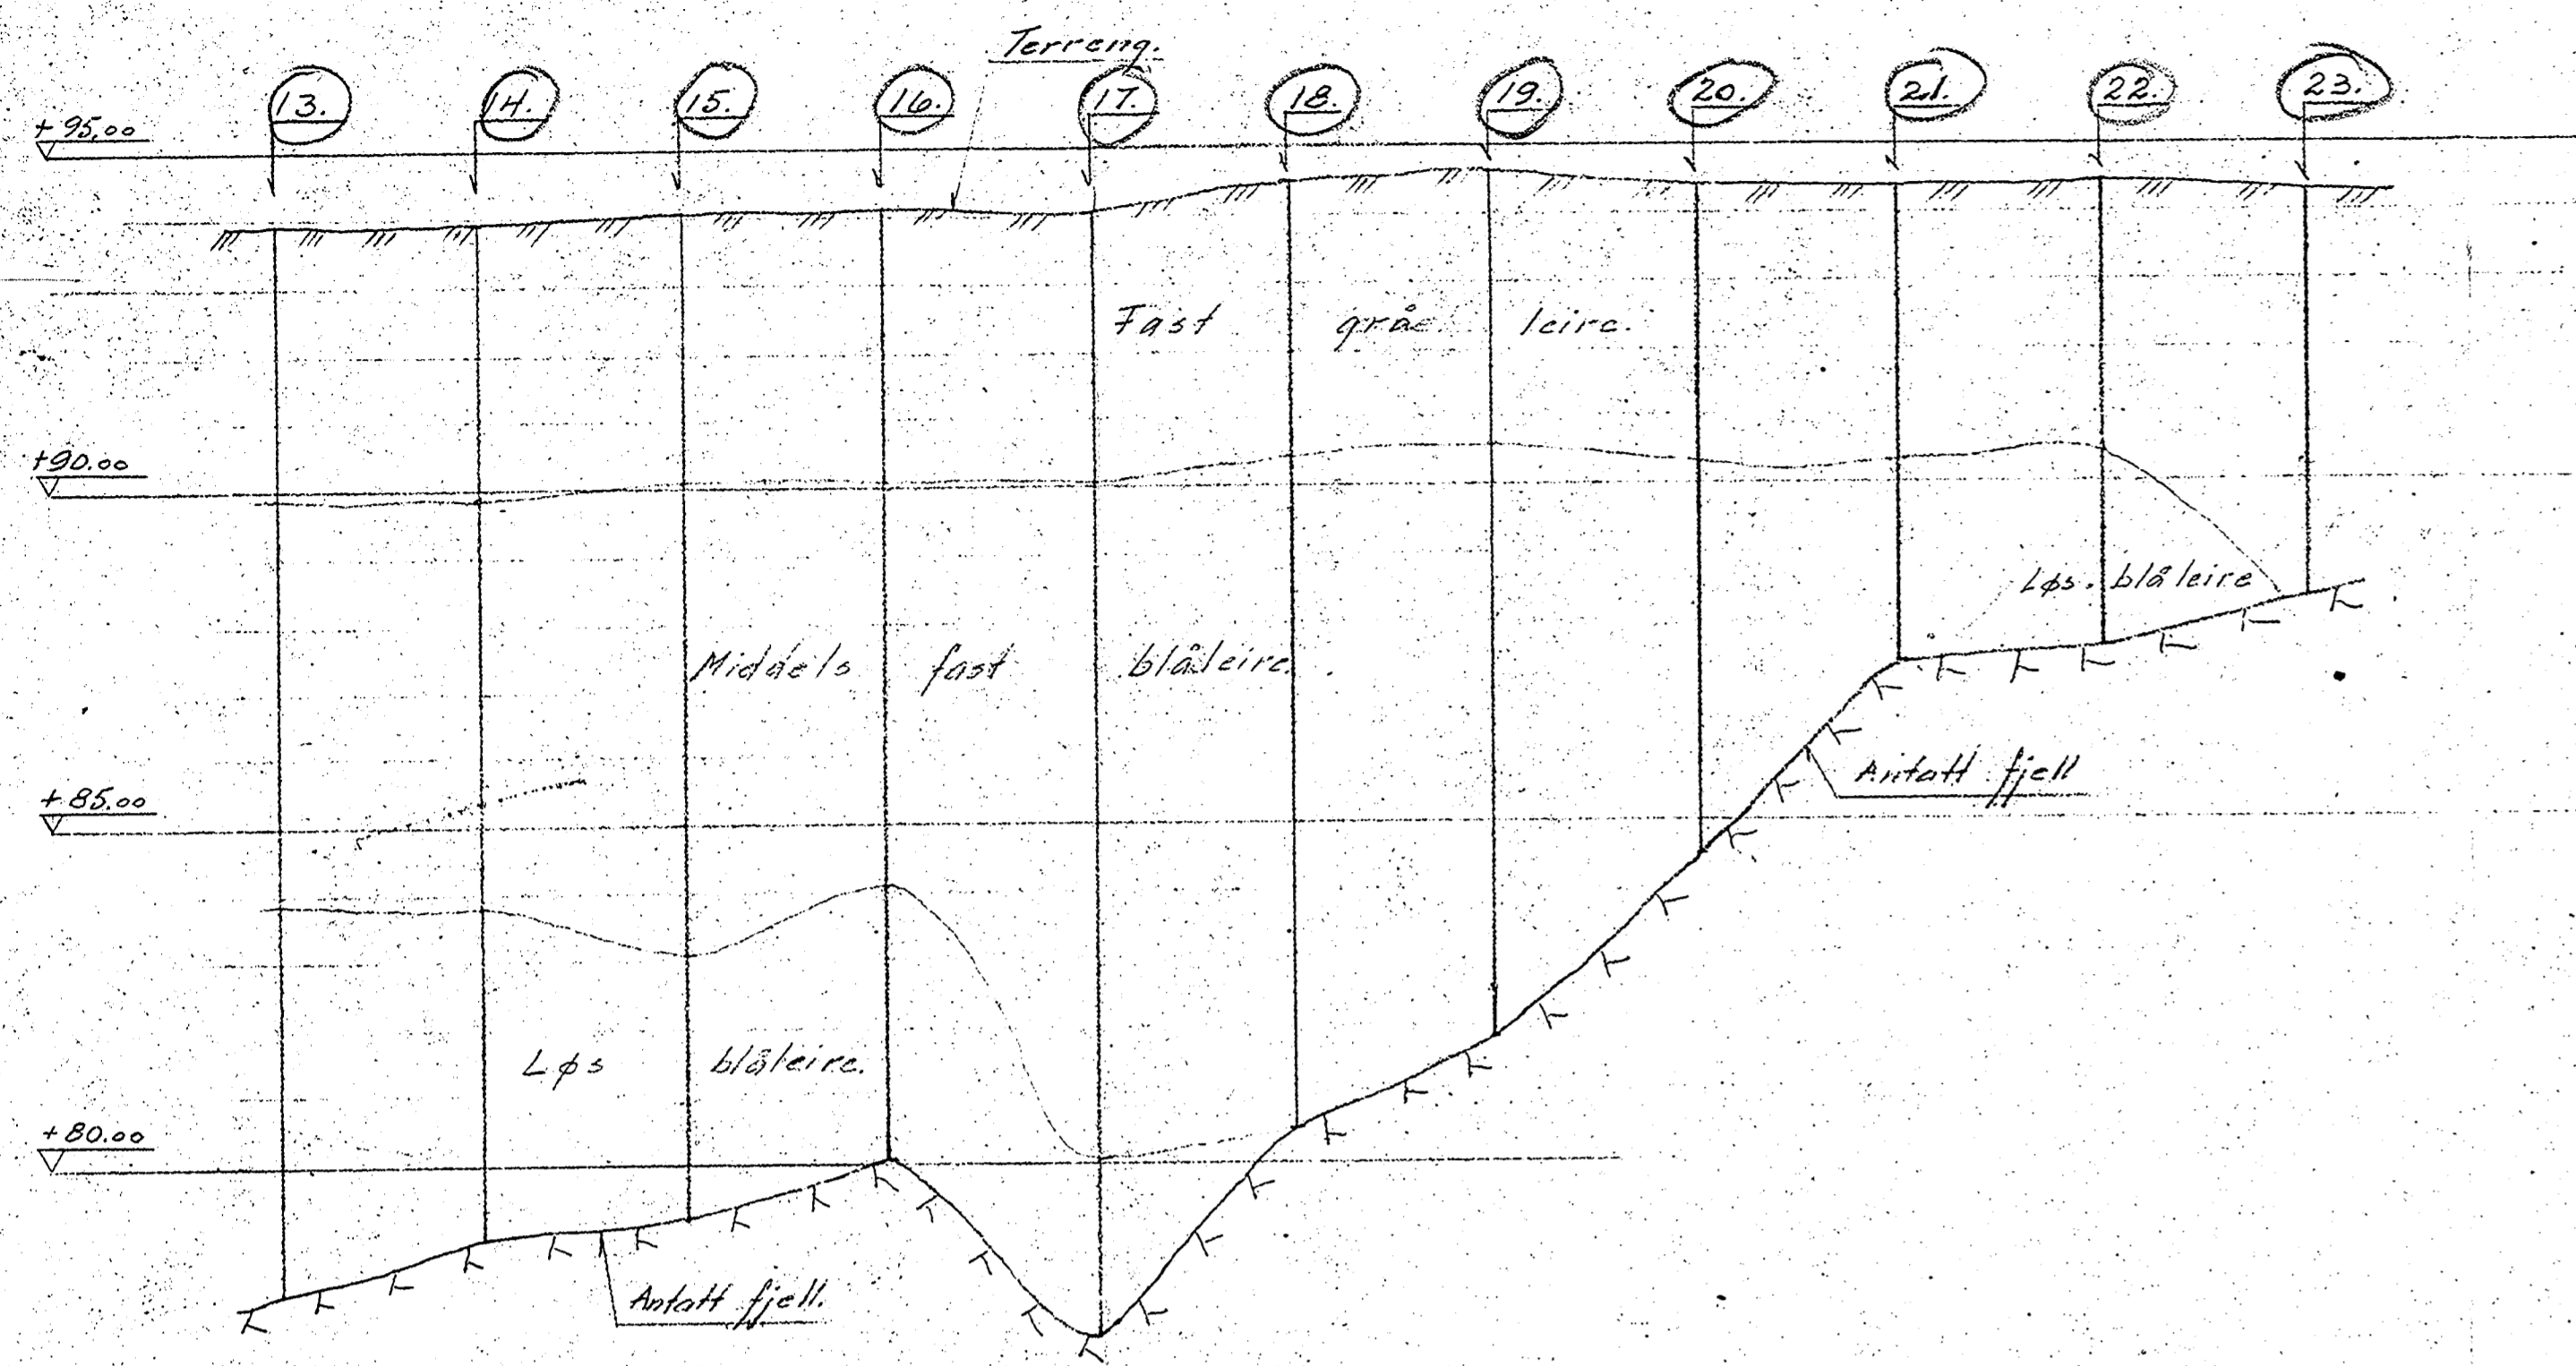 Terreng.
13. 14. 15. 16. 17. 18. 19. 20. 21. 22. 23.
+95,00
Fast grå leire.
+90.00
Løs. blåleire
Middels fast blåleire.
Antatt fjell
+85.00
Løs blåleire.
+80.00
Antatt fjell.